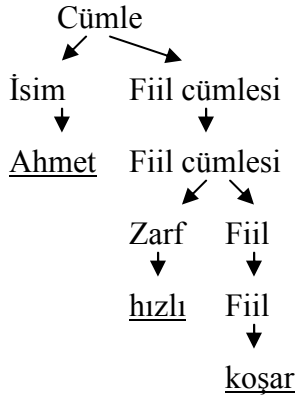 Cümle
İsim Fiil cümlesi
Ahmet Fiil cümlesi
Zarf Fiil
hızlı Fiil
koşar